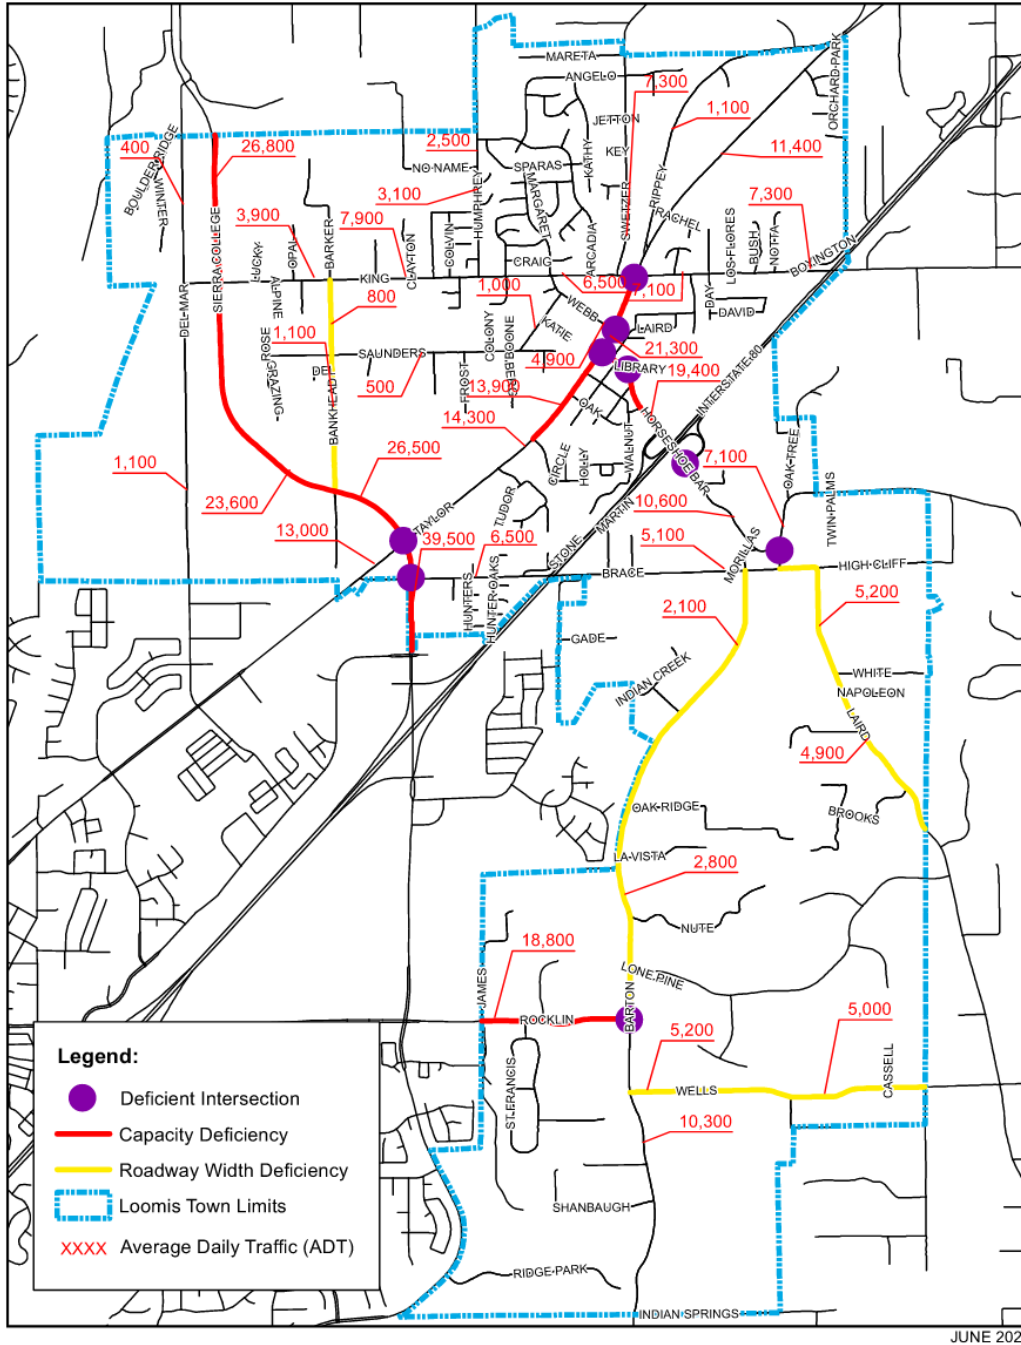 MARETA
ANGELO
7,300
1,100
ORCHARD PARK
JETTON
400
BOULDER RIDGE
26,800
2,500
KEY
11,400
NO NAME
SPARAS
KATHY
WINTER
3,100
HUMPHREY
MARGARET
SWETZER
RIPPEY
7,300
RACHEL
3,900
7,900
SIERRA COLLEGE
LUCKY
OPAL
BARKER
CLAYTON
COLVIN
ARCADIA
LOS FLORES
BUSH
NOTTA
BOYINGTON
CRAIG
KING
6,500
7,100
DEL MAR
ALPINE
800
1,000
WEBB
DAY
DAVID
LAIRD
ROSE
1,100
COLONY
KATIE
SAUNDERS
4,900
21,300
LIBRARY
INTERSTATE 80
DEL
GRAZING
BANKHEAD
500
FROST
13,900
19,400
OAK
14,300
HORSESHOE BAR
26,500
CIRCLE
HOLLY
WALNUT
7,100
OAK TREE
1,100
23,600
TAYLOR
TUDOR
MARTIN
10,600
TWIN PALMS
13,000
39,500
6,500
STONE
5,100
MORILLAS
BRACE
HIGH CLIFF
HUNTERS
HUNTER OAKS
2,100
5,200
GADE
INDIAN CREEK
WHITE
NAPOLEON
LAIRD
4,900
OAK RIDGE
BROOKS
LA VISTA
2,800
NUTE
18,800
LONE PINE
JAMES
ROCKLIN
BARTON
5,200
5,000
ST FRANCIS
WELLS
CASSELL
10,300
SHANBAUGH
RIDGE PARK
INDIAN SPRINGS
Legend:
Deficient Intersection
Capacity Deficiency
Roadway Width Deficiency
Loomis Town Limits
XXXX Average Daily Traffic (ADT)
JUNE 202